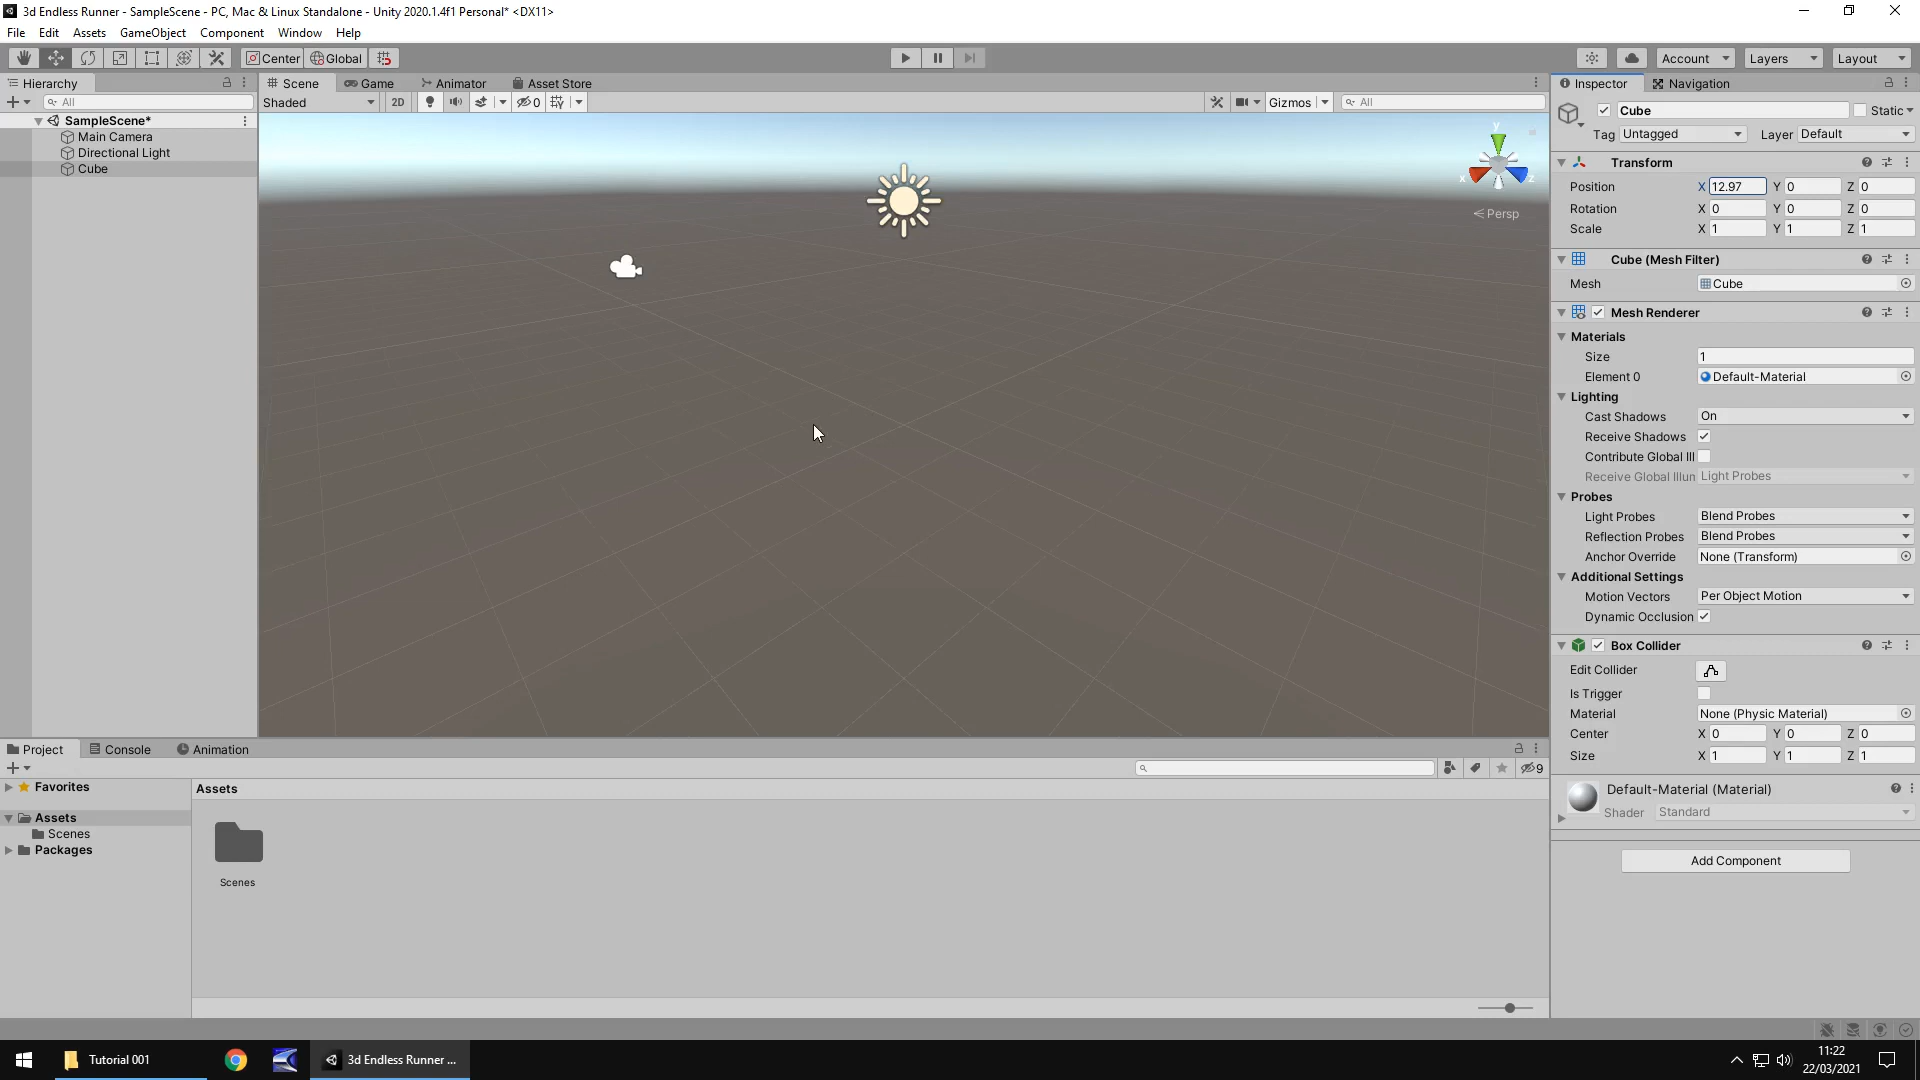 3d Endless Runner - SampleScene - PC, Mac & Linux Standalone - Unity 2020.1.4f1 Personal* <DX11>
File Edit Assets GameObject Component Window Help
Center Global Account Layers Layout
Hierarchy Scene Game Animator Asset Store Inspector Navigation
All Shaded 2D 0 Gizmos All
Cube Static
SampleScene*
Main Camera
Directional Light
Cube
y
x z
Persp
Tag Untagged Layer Default
Transform
Position X 12.97 Y 0 Z 0
Rotation X 0 Y 0 Z 0
Scale X 1 Y 1 Z 1
Cube (Mesh Filter)
Mesh Cube
Mesh Renderer
Materials
Size 1
Element 0 Default-Material
Lighting
Cast Shadows On
Receive Shadows
Contribute Global Ill
Receive Global Illun Light Probes
Probes
Light Probes Blend Probes
Reflection Probes Blend Probes
Anchor Override None (Transform)
Additional Settings
Motion Vectors Per Object Motion
Dynamic Occlusion
Box Collider
Edit Collider
Is Trigger
Material None (Physic Material)
Center X 0 Y 0 Z 0
Size X 1 Y 1 Z 1
Default-Material (Material)
Shader Standard
Add Component
Project Console Animation
9
Favorites
Assets
Scenes
Packages
Assets
Scenes
Tutorial 001
3d Endless Runner ...
11:22
22/03/2021